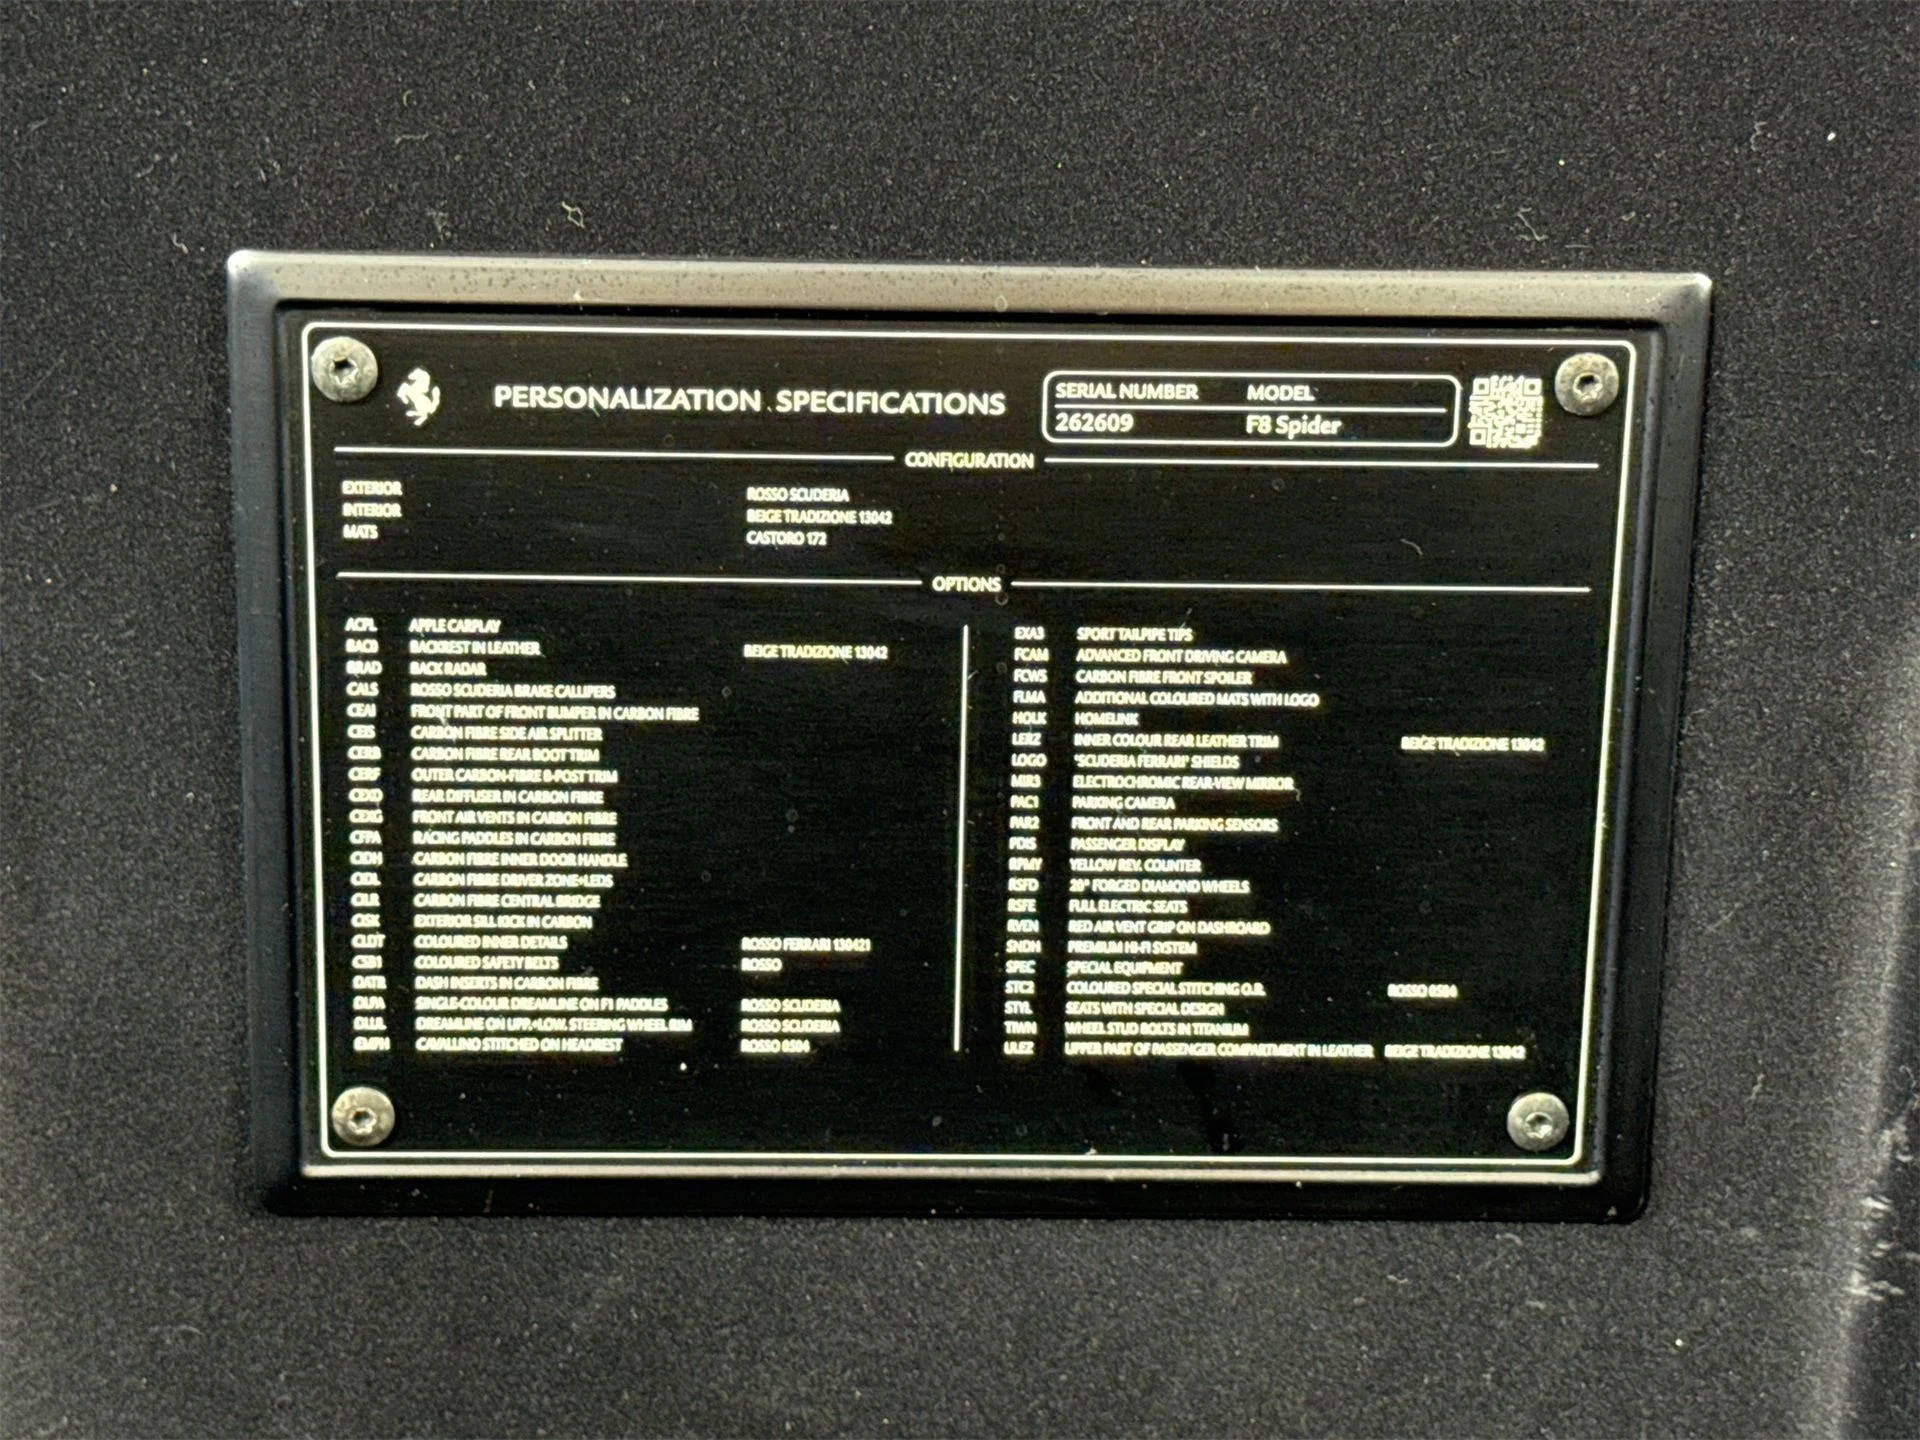 PERSONALIZATION SPECIFICATIONS
SERIAL NUMBER MODEL
262609 F8 Spider
CONFIGURATION
EXTERIOR ROSSO SCUDERIA
INTERIOR BEIGE TRADIZIONE 13042
MATS CASTORO 172
OPTIONS
ACPL APPLE CARPLAY
BAC0 BACKREST IN LEATHER BEIGE TRADIZIONE 13042
BRAD BACK RADAR
CALS ROSSO SCUDERIA BRAKE CALLIPERS
CEA1 FRONT PART OF FRONT BUMPER IN CARBON FIBRE
CEIS CARBON FIBRE SIDE AIR SPLITTER
CERB CARBON FIBRE REAR BOOT TRIM
CERF OUTER CARBON-FIBRE B-POST TRIM
CEXD REAR DIFFUSER IN CARBON FIBRE
CEXG FRONT AIR VENTS IN CARBON FIBRE
CFPA RACING PADDLES IN CARBON FIBRE
CIDH CARBON FIBRE INNER DOOR HANDLE
CIDL CARBON FIBRE DRIVER ZONE+LEDS
CILR CARBON FIBRE CENTRAL BRIDGE
CISK EXTERIOR SILL KICK IN CARBON
CLDT COLOURED INNER DETAILS ROSSO FERRARI 130421
CSB1 COLOURED SAFETY BELTS ROSSO
DATR DASH INSERTS IN CARBON FIBRE
DLPA SINGLE-COLOUR DREAMLINE ON F1 PADDLES ROSSO SCUDERIA
DLUL DREAMLINE ON UPP.+LOW. STEERING WHEEL RIM ROSSO SCUDERIA
EMPH CAVALLINO STITCHED ON HEADREST ROSSO 0504
EXA3 SPORT TAILPIPE TIPS
FCAM ADVANCED FRONT DRIVING CAMERA
FCWS CARBON FIBRE FRONT SPOILER
FLMA ADDITIONAL COLOURED MATS WITH LOGO
HOLK HOMELINK
LERZ INNER COLOUR REAR LEATHER TRIM BEIGE TRADIZIONE 13042
LOGO "SCUDERIA FERRARI" SHIELDS
MIR3 ELECTROCHROMIC REAR-VIEW MIRROR
PAC1 PARKING CAMERA
PAR2 FRONT AND REAR PARKING SENSORS
PDIS PASSENGER DISPLAY
RPMY YELLOW REV. COUNTER
RSFD 20" FORGED DIAMOND WHEELS
RSFE FULL ELECTRIC SEATS
RVEN RED AIR VENT GRIP ON DASHBOARD
SNDH PREMIUM HI-FI SYSTEM
SPEC SPECIAL EQUIPMENT
STC2 COLOURED SPECIAL STITCHING O.R. ROSSO 0504
STYL SEATS WITH SPECIAL DESIGN
TIWN WHEEL STUD BOLTS IN TITANIUM
ULEZ UPPER PART OF PASSENGER COMPARTMENT IN LEATHER BEIGE TRADIZIONE 13042